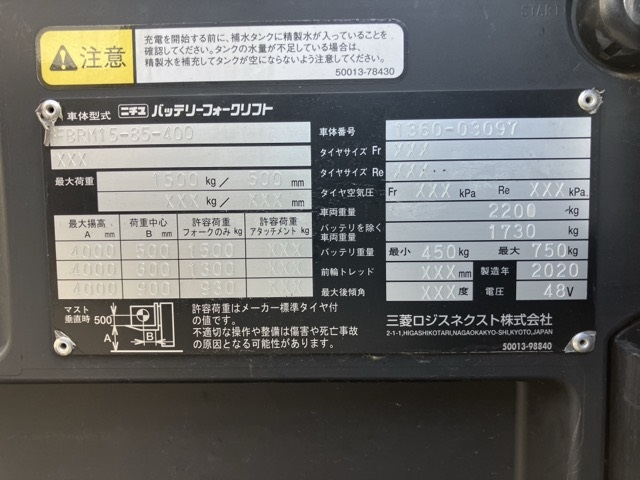 START
注意
充電を開始する前に、補水タンクに精製水が入っていることを
確認してください。タンクの水量が不足している場合は、
精製水を補充してタンクが空にならないよう注意してください。
50013-78430
車体型式 ニチユ バッテリーフォークリフト
FBRM15-85-400
XXX
最大荷重 1500 kg / 500 mm
XXX kg / XXX mm
最大揚高 A mm 荷重中心 B mm 許容荷重 フォークのみ kg 許容荷重 アタッチメント kg
4000 500 1500 XXX
4000 600 XXX
4000 900 930 XXX
マスト
垂直時
500
A
B
許容荷重はメーカー標準タイヤ付
の値です。
不適切な操作や整備は傷害や死亡事故
の原因となる可能性があります。
車体番号 136D-03097
タイヤサイズ Fr XXX
タイヤサイズ Re XXX
タイヤ空気圧 Fr XXX kPa Re XXX kPa
車両重量 2200 kg
バッテリを除く
車両重量 1730 kg
バッテリ重量 最小 450 kg 最大 750 kg
前輪トレッド XXX mm 製造年 2020
最大後傾角 XXX 度 電圧 48 V
三菱ロジスネクスト株式会社
2-1-1,HIGASHIKOTARI,NAGAOKAKYO-SHI,KYOTO,JAPAN
50013-98840